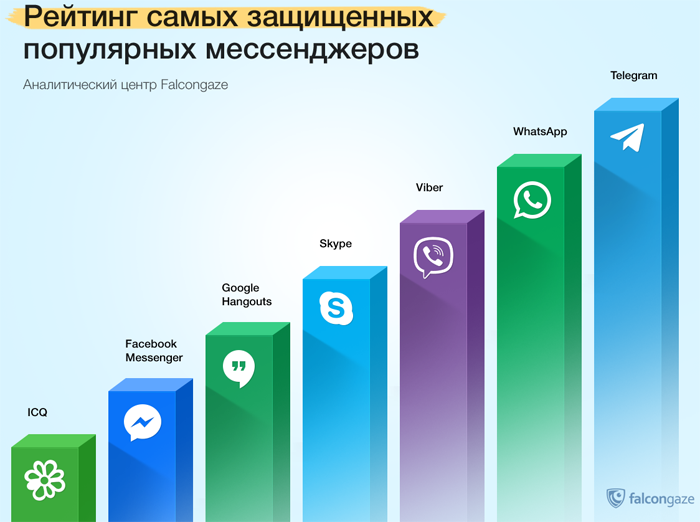 Рейтинг самых защищенных
популярных мессенджеров
Аналитический центр Falcongaze
Telegram
WhatsApp
Viber
Skype
Google
Hangouts
Facebook
Messenger
ICQ
falcongaze